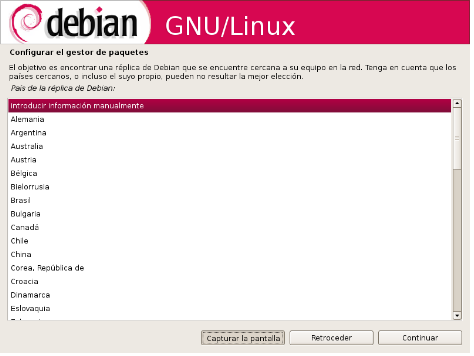 debian GNU/Linux
Configurar el gestor de paquetes
El objetivo es encontrar una réplica de Debian que se encuentre cercana a su equipo en la red. Tenga en cuenta que los
países cercanos, o incluso el suyo propio, pueden no resultar la mejor elección.
País de la réplica de Debian:
introducir información manualmente
Alemania
Argentina
Australia
Austria
Bélgica
Bielorrusia
Brasil
Bulgaria
Canadá
Chile
China
Corea, República de
Croacia
Dinamarca
Eslovaquia
Capturar la pantalla Retroceder Continuar